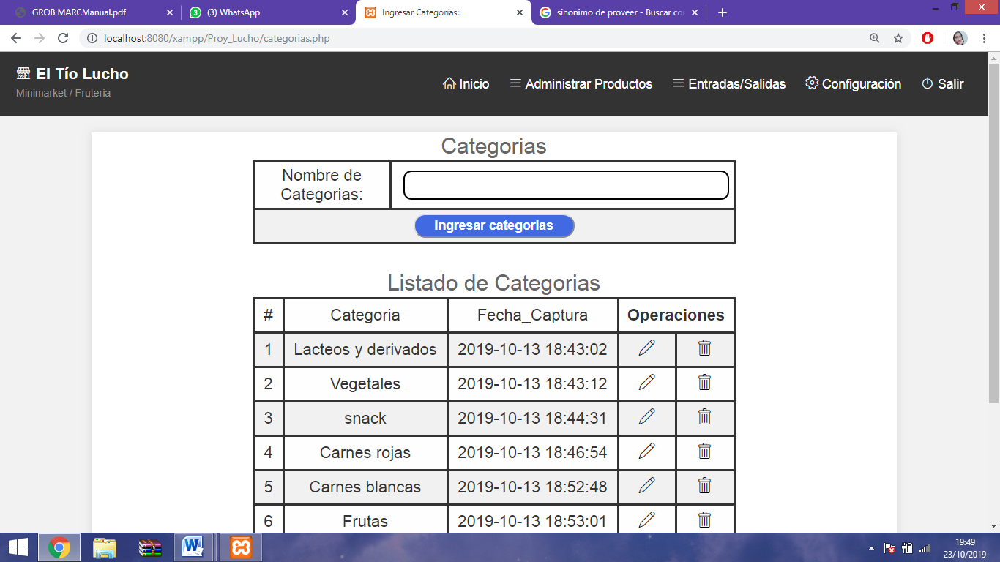 GROB MARCManual.pdf
(3) WhatsApp
Ingresar Categorías::
sinonimo de proveer - Buscar con
localhost:8080/xampp/Proy_Lucho/categorias.php
El Tío Lucho
Minimarket / Fruteria
Inicio
Administrar Productos
Entradas/Salidas
Configuración
Salir
Categorias
Nombre de
Categorias:
Ingresar categorias
Listado de Categorias
# Categoria Fecha_Captura Operaciones
1 Lacteos y derivados 2019-10-13 18:43:02
2 Vegetales 2019-10-13 18:43:12
3 snack 2019-10-13 18:44:31
4 Carnes rojas 2019-10-13 18:46:54
5 Carnes blancas 2019-10-13 18:52:48
6 Frutas 2019-10-13 18:53:01
19:49
23/10/2019